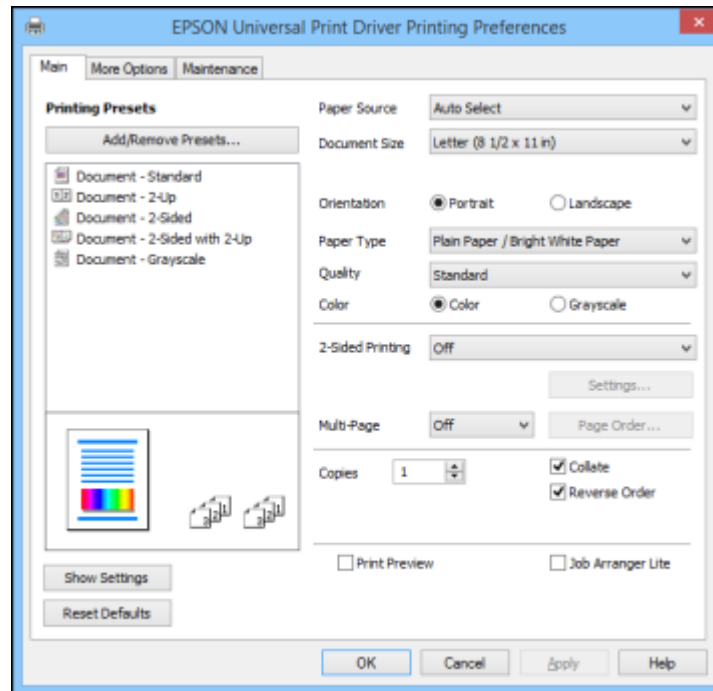 EPSON Universal Print Driver Printing Preferences
Main More Options Maintenance
Printing Presets
Add/Remove Presets...
Document - Standard
Document - 2-Up
Document - 2-Sided
Document - 2-Sided with 2-Up
Document - Grayscale
Show Settings
Reset Defaults
Paper Source Auto Select
Document Size Letter (8 1/2 x 11 in)
Orientation Portrait Landscape
Paper Type Plain Paper / Bright White Paper
Quality Standard
Color Color Grayscale
2-Sided Printing Off
Settings...
Multi-Page Off Page Order...
Copies 1 Collate
Reverse Order
Print Preview Job Arranger Lite
OK Cancel Apply Help